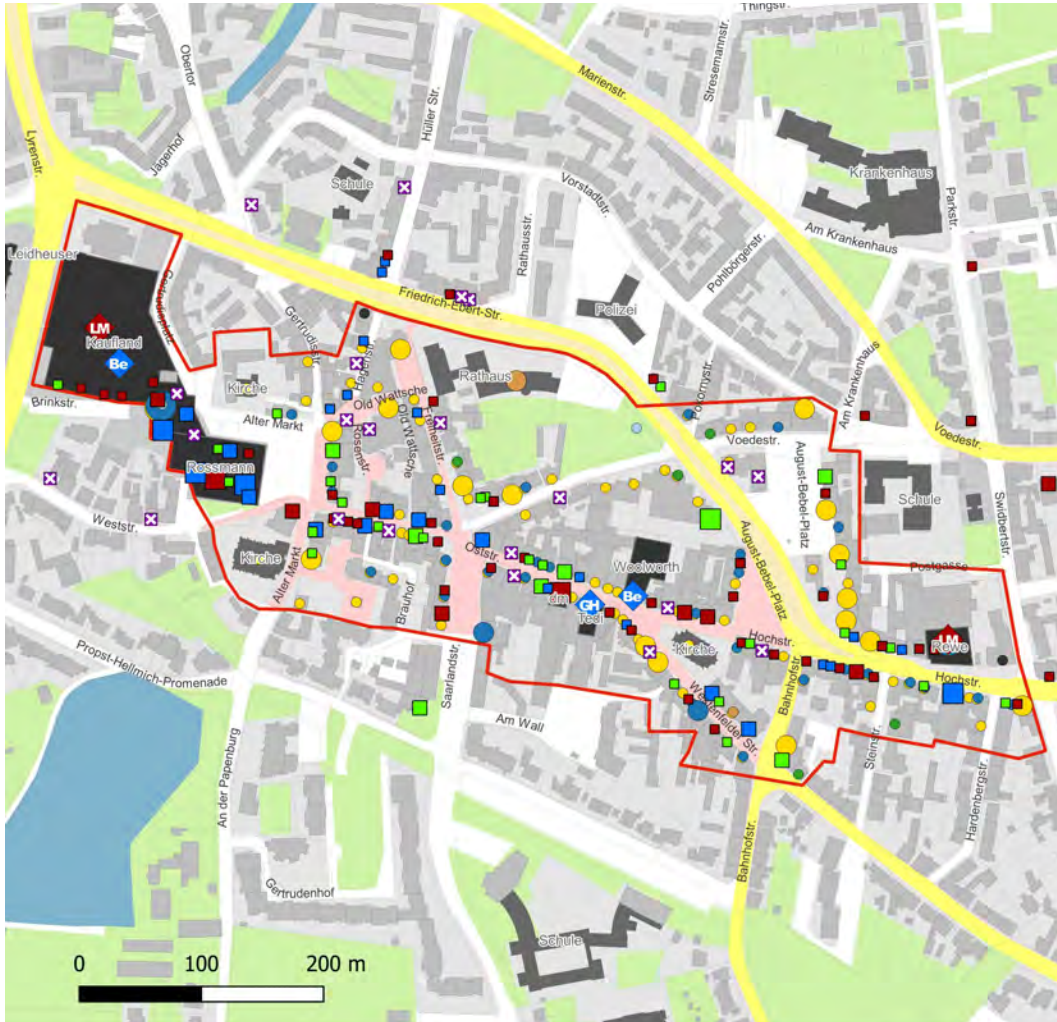 Thingstr.
Obertor
Hüller Str.
Marienstr.
Stresemannstr.
Lyrenstr.
Jägerhof
Schule
Krankenhaus
Vorstadtstr.
Parkstr.
Am Krankenhaus
Rathausstr.
Pohlbörgerstr.
Leidheuser
Gertrudisplatz
Friedrich-Ebert-Str.
Polizei
LM
Kaufland
Be
Gertrudisstr.
Hagenstr.
Rathaus
Am Krankenhaus
Kirche
Old Wattsche
Pokornystr.
Brinkstr.
Alter Markt
Rosenstr.
Old Wattsche
Freiheitstr.
Voedestr.
Voedestr.
August-Bebel-Platz
Rossmann
Schule
Weststr.
Swidbertstr.
Oststr.
August-Bebel-Platz
Kirche
Alter Markt
Brauhof
Woolworth
Postgasse
dm
GH
Be
Tedi
LM
Rewe
Hochstr.
Kirche
Propst-Hellmich-Promenade
Saarlandstr.
Bahnhofstr.
Hochstr.
Am Wall
Westenfelder Str.
Steinstr.
An der Papenburg
Hardenbergstr.
Bahnhofstr.
Gertrudenhof
Schule
0 100 200 m